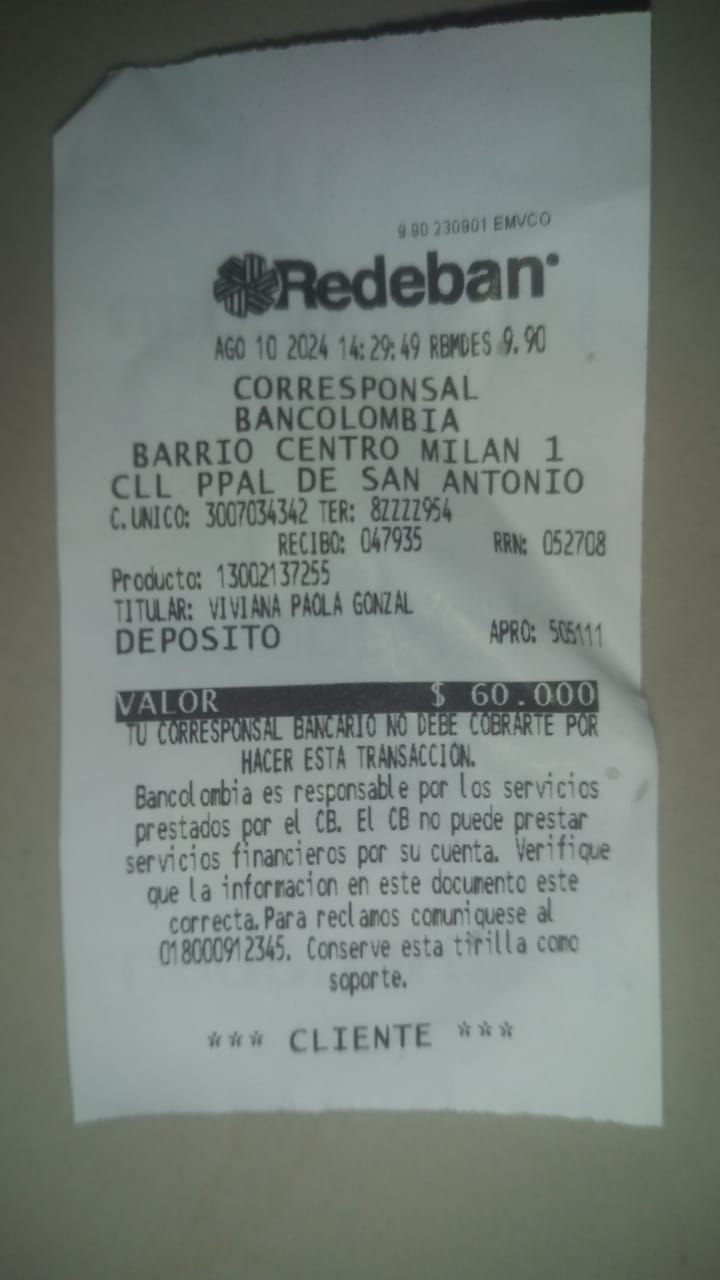 9.90 230901 EMVCO
Redeban
AGO 10 2024 14:29:49 RBMDES 9.90
CORRESPONSAL
BANCOLOMBIA
BARRIO CENTRO MILAN 1
CLL PPAL DE SAN ANTONIO
C.UNICO: 3007034342 TER: 8ZZZZ954
RECIBO: 047935 RRN: 052708
Producto: 13002137255
TITULAR: VIVIANA PAOLA GONZAL
DEPOSITO APRO: 505111
VALOR $ 60.000
TU CORRESPONSAL BANCARIO NO DEBE COBRARTE POR
HACER ESTA TRANSACCION.
Bancolombia es responsable por los servicios
prestados por el CB. El CB no puede prestar
servicios financieros por su cuenta. Verifique
que la informacion en este documento este
correcta.Para reclamos comuniquese al
018000912345. Conserve esta tirilla como
soporte.
*** CLIENTE ***